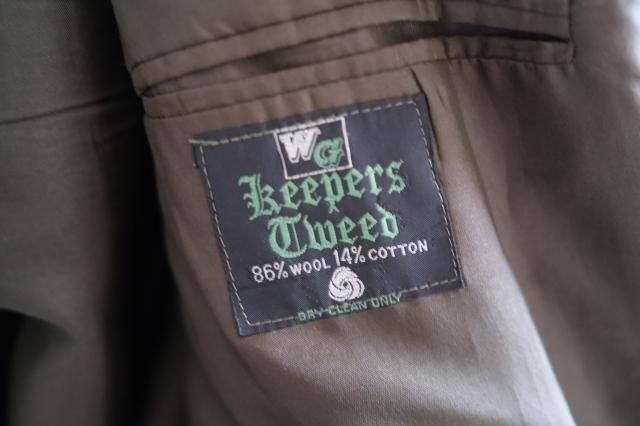 WG
Keepers
Tweed
86% WOOL 14% COTTON
DRY-CLEAN ONLY